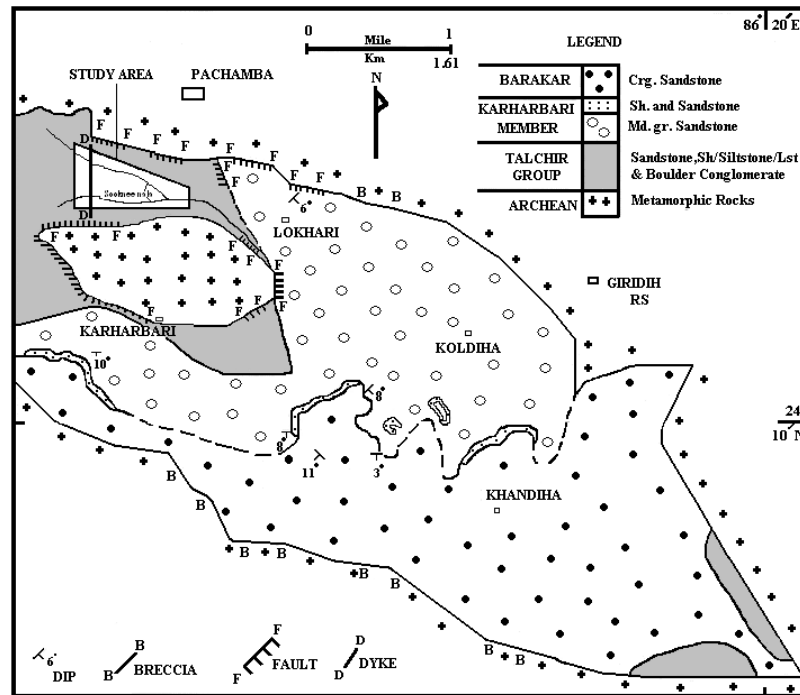 86° 20' E
0 Mile 1
Km 1.61
N
LEGEND
BARAKAR Crg. Sandstone
KARHARBARI MEMBER Sh. and Sandstone
Md. gr. Sandstone
TALCHIR GROUP Sandstone,Sh/Siltstone/Lst
& Boulder Conglomerate
ARCHEAN Metamorphic Rocks
STUDY AREA
PACHAMBA
D
F F F F F F F F F
D
6°
LOKHARI
B B
F F F F F F
F F F F
GIRIDIH
RS
KARHARBARI
KOLDIHA
10°
8°
8°
11°
3°
24
10' N
KHANDIHA
B
B
B B
B
B
B B
6°
DIP
B
B
BRECCIA
F
F
FAULT
D
D
DYKE